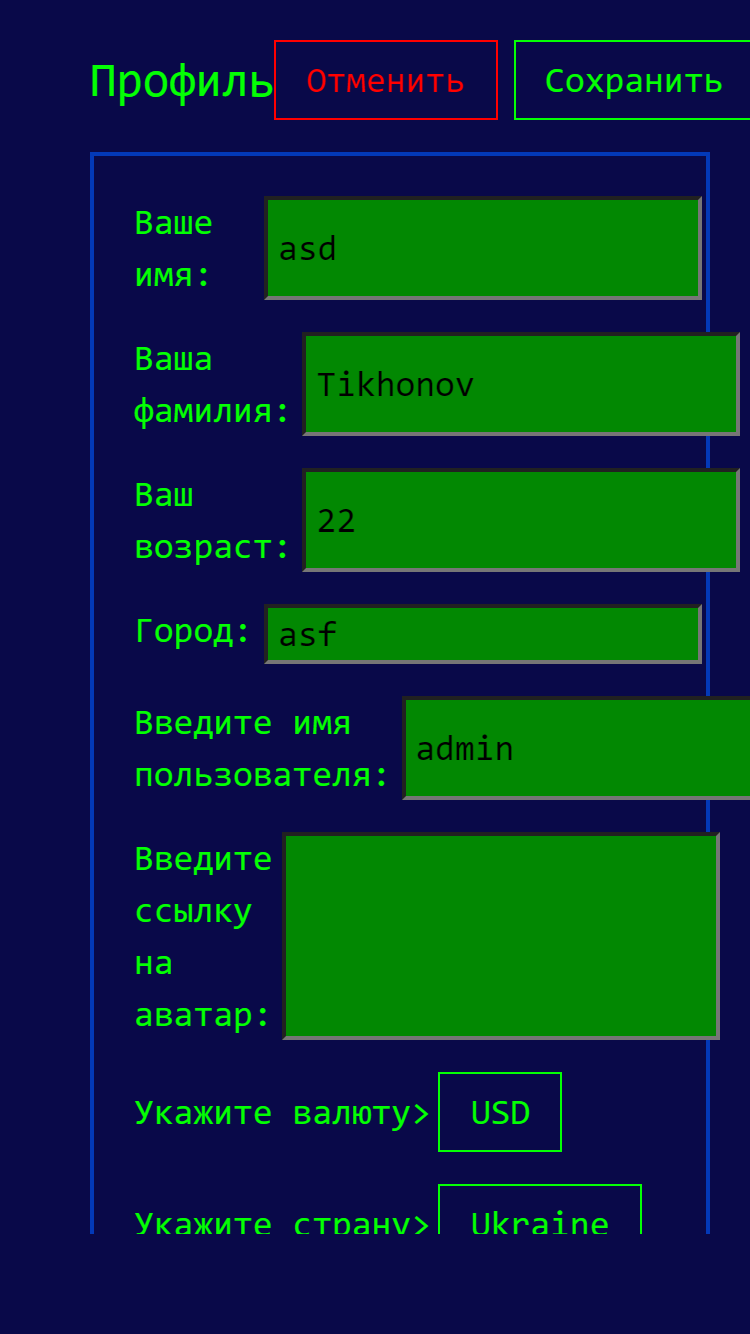 Профиль Отменить Сохранить
Ваше
имя: asd
Ваша
фамилия: Tikhonov
Ваш
возраст: 22
Город: asf
Введите имя
пользователя: admin
Введите
ссылку
на
аватар:
Укажите валюту> USD
Укажите страну> Ukraine